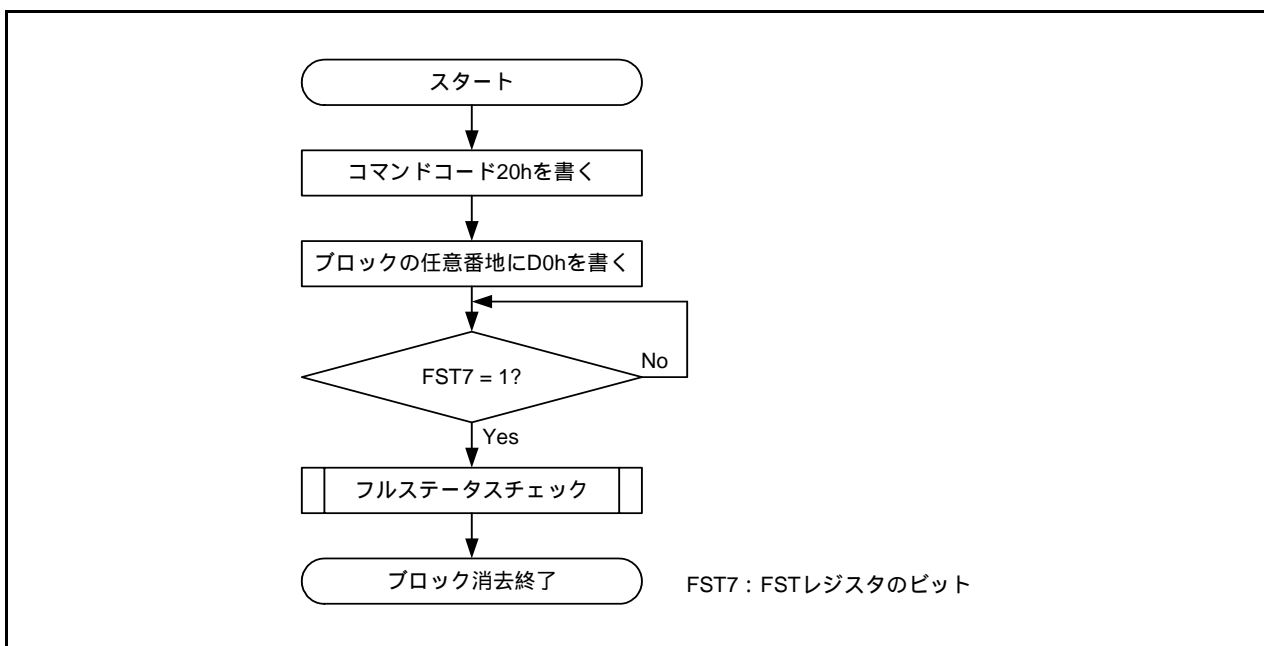 スタート
コマンドコード20hを書く
ブロックの任意番地にD0hを書く
FST7 = 1?
No
Yes
フルステータスチェック
ブロック消去終了
FST7：FSTレジスタのビット